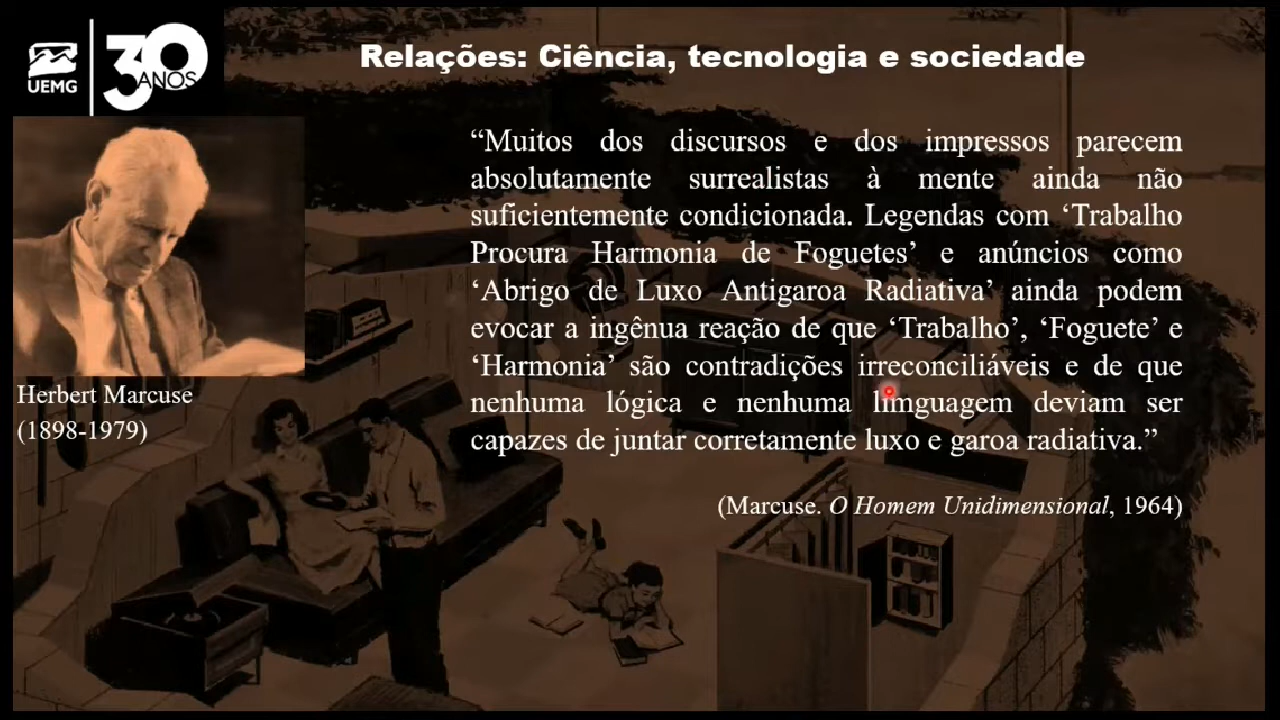 UEMG
30
ANOS
Relações: Ciência, tecnologia e sociedade
“Muitos dos discursos e dos impressos parecem
absolutamente surrealistas à mente ainda não
suficientemente condicionada. Legendas com ‘Trabalho
Procura Harmonia de Foguetes’ e anúncios como
‘Abrigo de Luxo Antigaroa Radiativa’ ainda podem
evocar a ingênua reação de que ‘Trabalho’, ‘Foguete’ e
‘Harmonia’ são contradições irreconciliáveis e de que
nenhuma lógica e nenhuma limguagem deviam ser
capazes de juntar corretamente luxo e garoa radiativa.”
(Marcuse. O Homem Unidimensional, 1964)
Herbert Marcuse
(1898-1979)